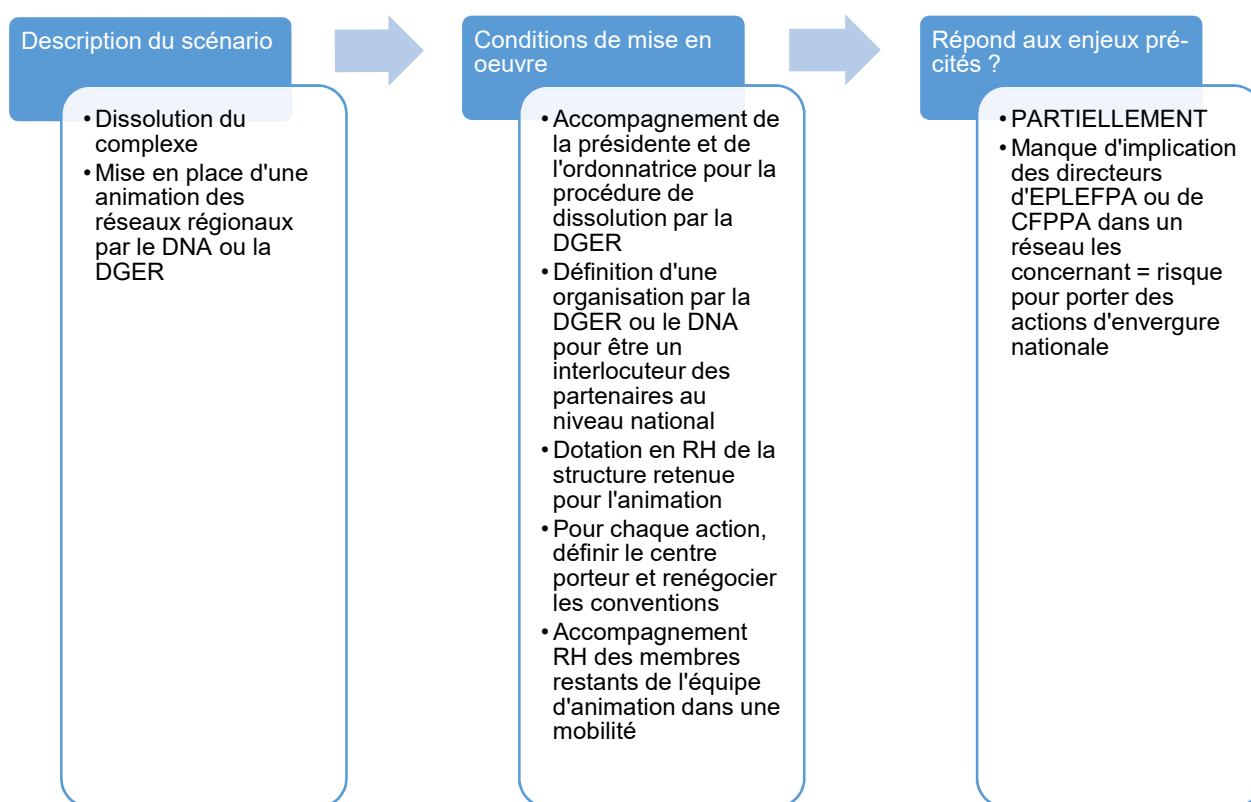 Description du scénario
• Dissolution du
complexe
• Mise en place d'une
animation des
réseaux régionaux
par le DNA ou la
DGER
Conditions de mise en
oeuvre
• Accompagnement de
la présidente et de
l'ordonnatrice pour la
procédure de
dissolution par la
DGER
• Définition d'une
organisation par la
DGER ou le DNA
pour être un
interlocuteur des
partenaires au
niveau national
• Dotation en RH de la
structure retenue
pour l'animation
• Pour chaque action,
définir le centre
porteur et renégocier
les conventions
• Accompagnement
RH des membres
restants de l'équipe
d'animation dans une
mobilité
Répond aux enjeux pré-
cités ?
• PARTIELLEMENT
• Manque d'implication
des directeurs
d'EPLEFPA ou de
CFPPA dans un
réseau les
concernant = risque
pour porter des
actions d'envergure
nationale